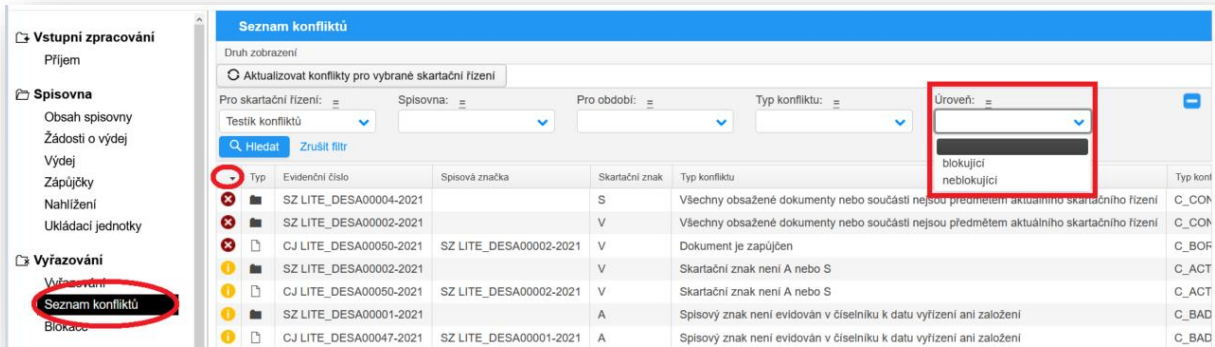 Vstupní zpracování
Příjem
Spisovna
Obsah spisovny
Žádosti o výdej
Výdej
Zápůjčky
Nahlížení
Ukládací jednotky
Vyřazování
Vyřazování
Seznam konfliktů
Blokace
Seznam konfliktů
Druh zobrazení
Aktualizovat konflikty pro vybrané skartační řízení
Pro skartační řízení: = Spisovna: = Pro období: = Typ konfliktu: = Úroveň: =
Testík konfliktů
Hledat Zrušit filtr
blokující
neblokující
Typ Evidenční číslo Spisová značka Skartační znak Typ konfliktu Typ konf
SZ LITE_DESA00004-2021 S Všechny obsažené dokumenty nebo součásti nejsou předmětem aktuálního skartačního řízení C_CON
SZ LITE_DESA00002-2021 V Všechny obsažené dokumenty nebo součásti nejsou předmětem aktuálního skartačního řízení C_CON
CJ LITE_DESA00050-2021 SZ LITE_DESA00002-2021 V Dokument je zapůjčen C_BOR
SZ LITE_DESA00002-2021 V Skartační znak není A nebo S C_ACT
CJ LITE_DESA00050-2021 SZ LITE_DESA00002-2021 V Skartační znak není A nebo S C_ACT
SZ LITE_DESA00001-2021 A Spisový znak není evidován v číselníku k datu vyřízení ani založení C_BAD
CJ LITE_DESA00047-2021 SZ LITE_DESA00001-2021 A Spisový znak není evidován v číselníku k datu vyřízení ani založení C_BAD